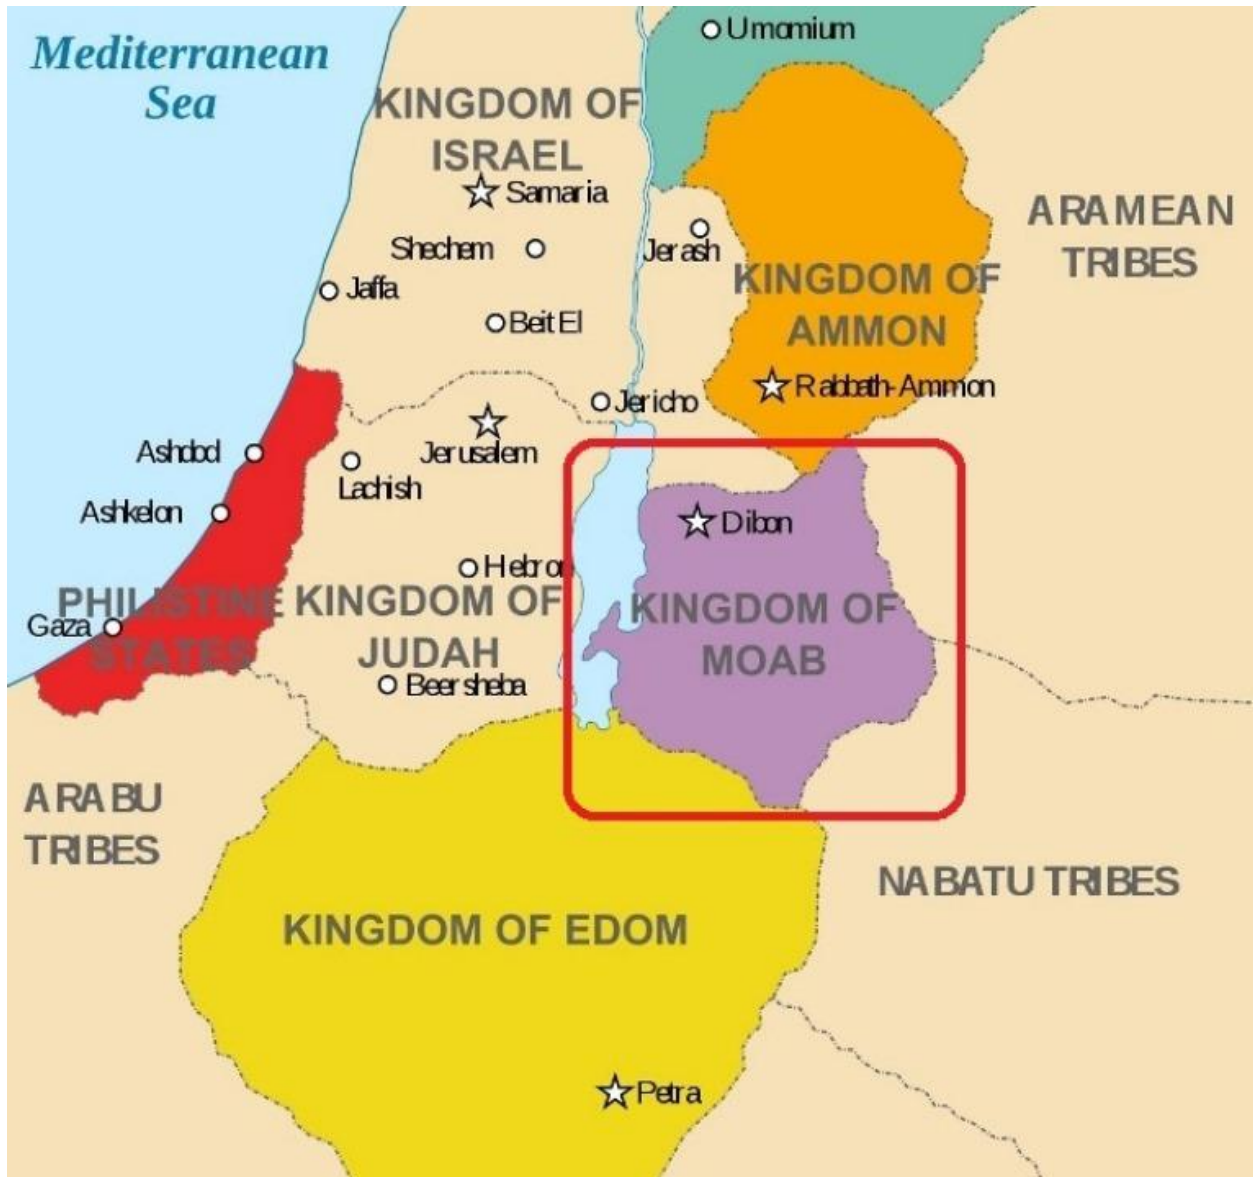 Mediterranean
Sea
Umomium
KINGDOM OF
ISRAEL
Samaria
Shechem
Jerash
ARAMEAN
TRIBES
KINGDOM OF
AMMON
Jaffa
Beit El
Rabbath-Ammon
Jericho
Jerusalem
Ashdod
Lachish
Ashkelon
Dibon
Hebron
PHILISTINE
STATES
Gaza
KINGDOM OF
JUDAH
KINGDOM OF
MOAB
Beersheba
ARABU
TRIBES
NABATU TRIBES
KINGDOM OF EDOM
Petra